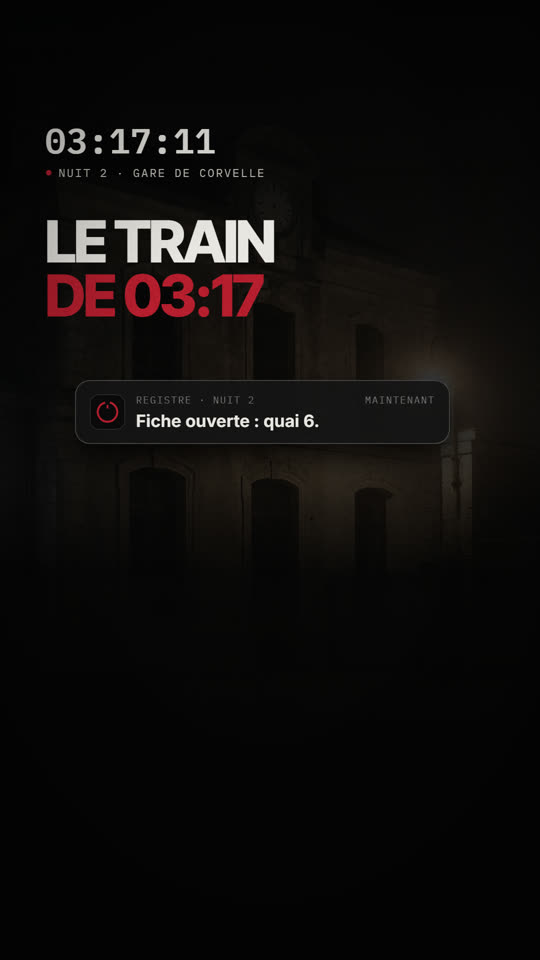 03:17:11
NUIT 2 · GARE DE CORVELLE
LE TRAIN
DE 03:17
REGISTRE · NUIT 2
MAINTENANT
Fiche ouverte : quai 6.